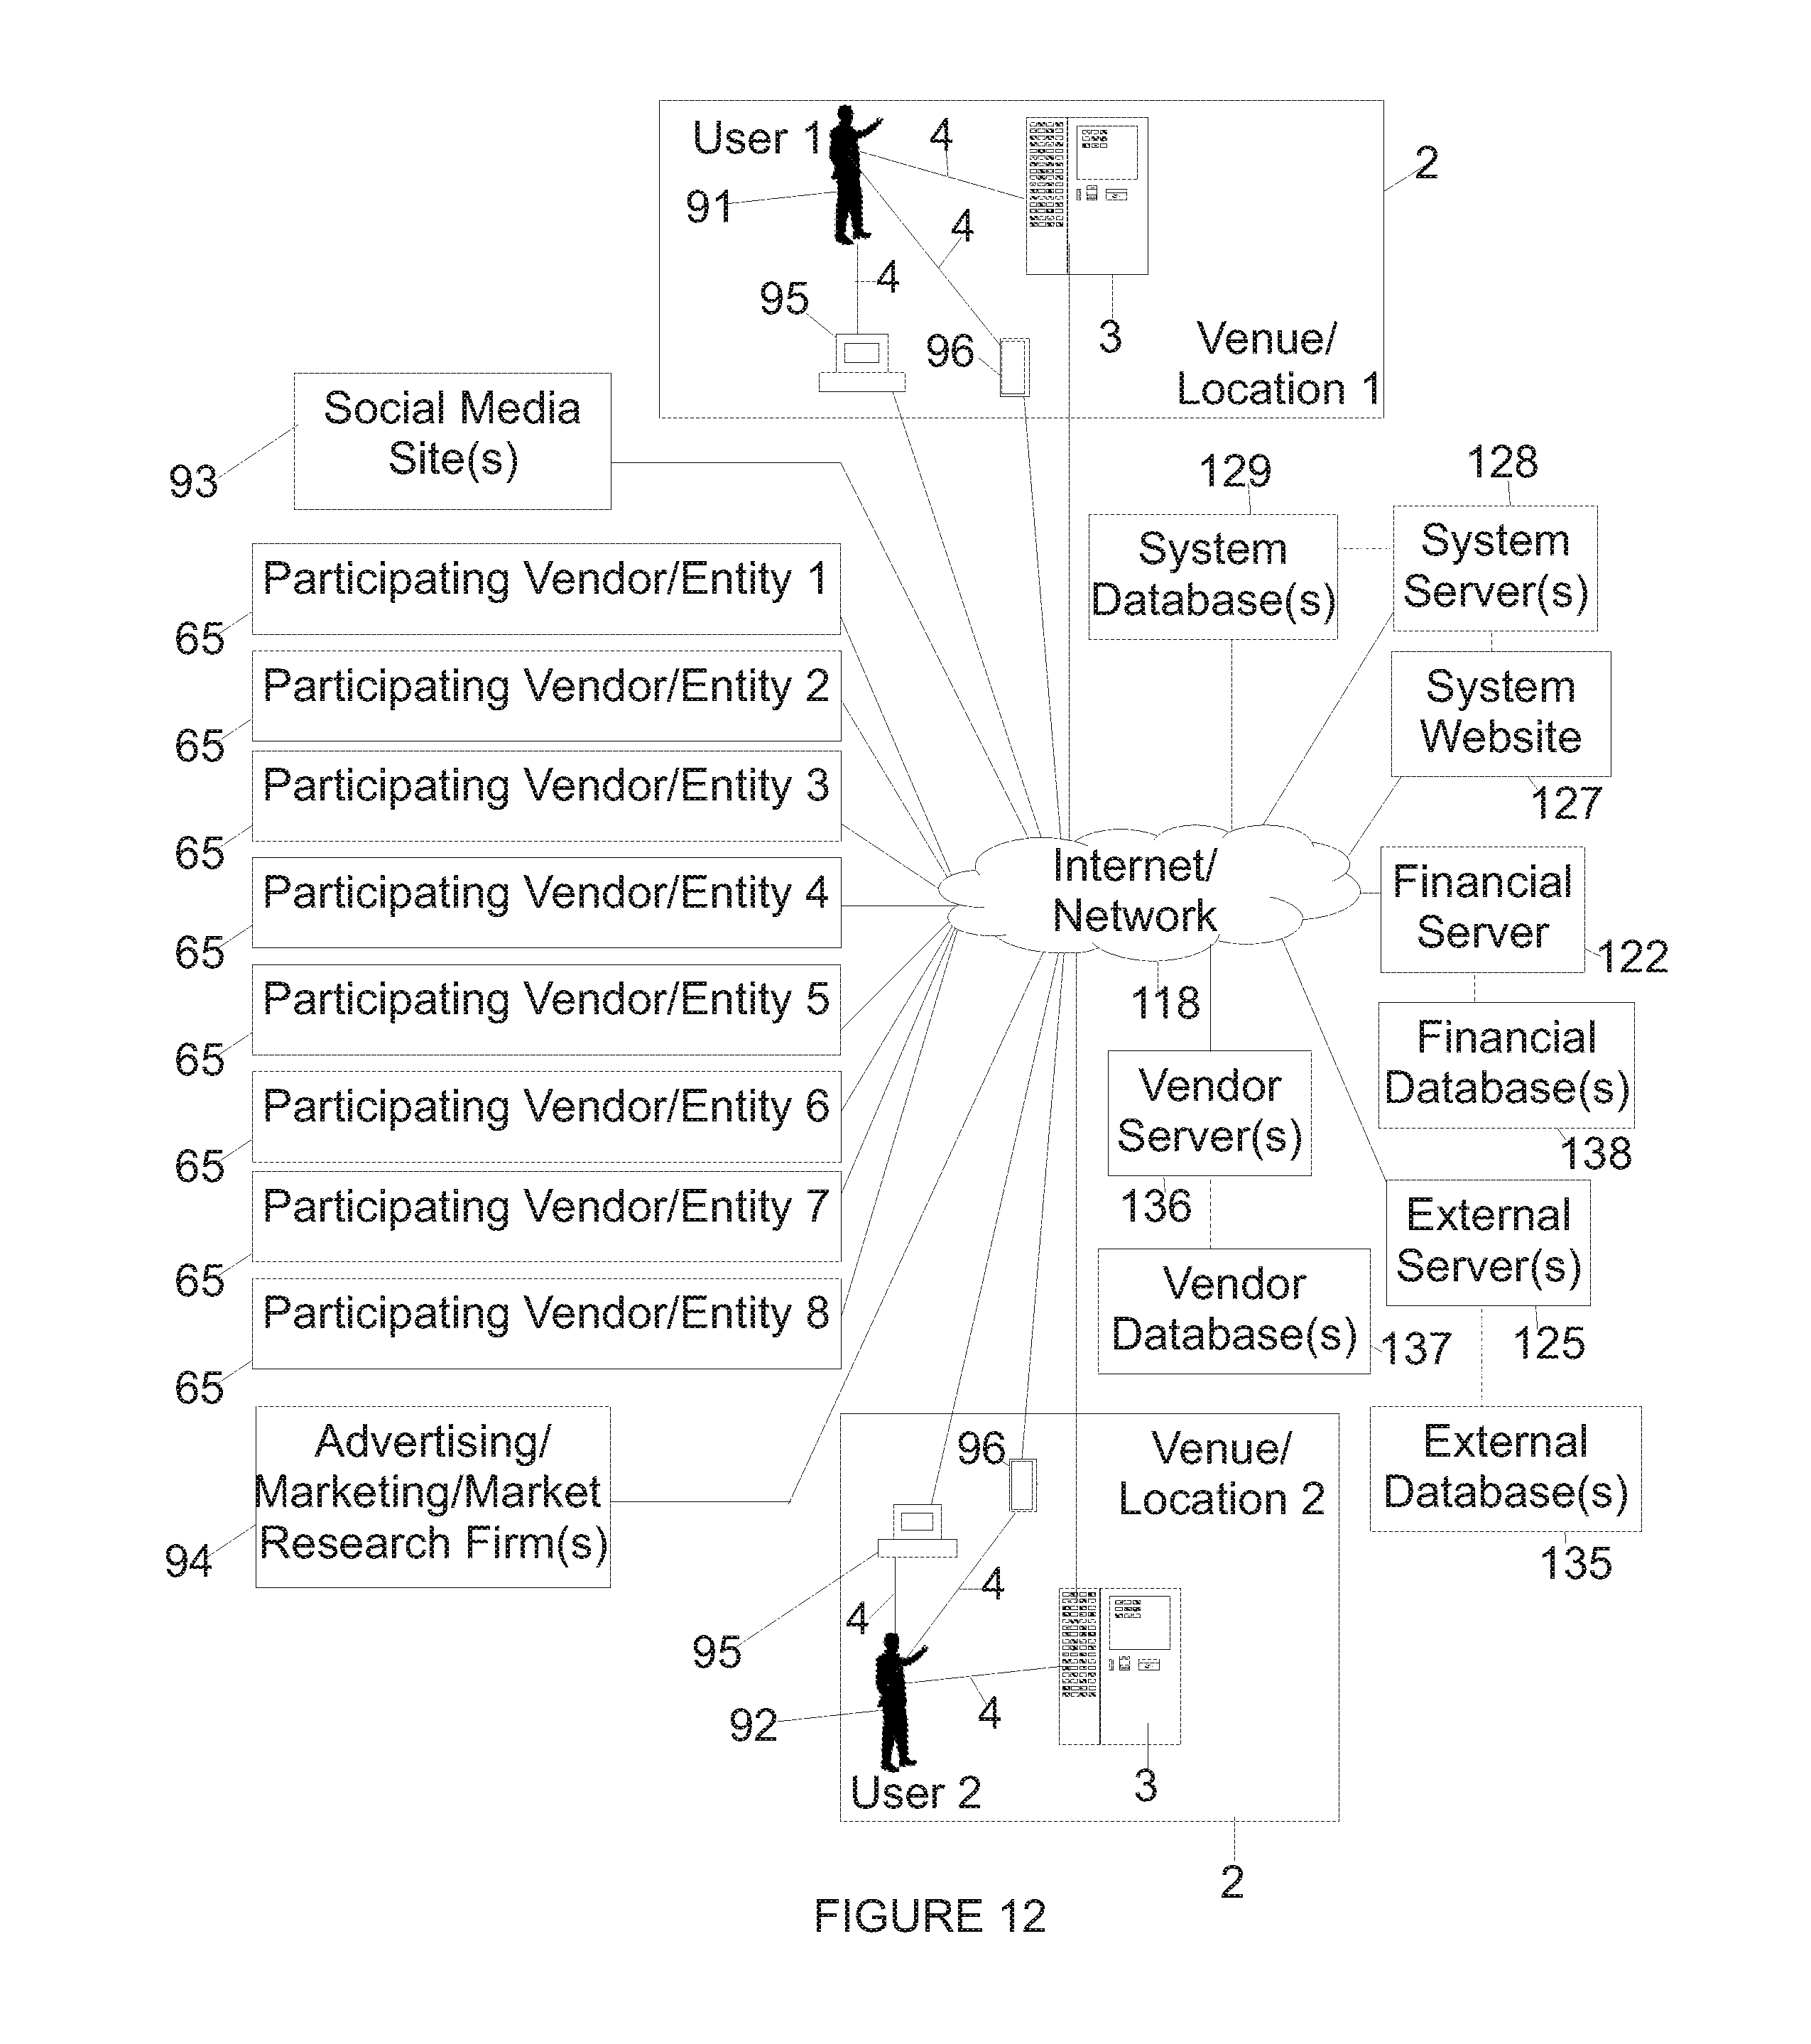 User 1
91
4
4
4
2
95
96
3
Venue/
Location 1
Social Media
Site(s)
93
129
128
System
Database(s)
System
Server(s)
System
Website
127
Participating Vendor/Entity 1
65
Participating Vendor/Entity 2
65
Participating Vendor/Entity 3
65
Participating Vendor/Entity 4
65
Participating Vendor/Entity 5
65
Participating Vendor/Entity 6
65
Participating Vendor/Entity 7
65
Participating Vendor/Entity 8
65
Internet/
Network
118
Financial
Server
122
Financial
Database(s)
138
Vendor
Server(s)
136
External
Server(s)
125
Vendor
Database(s)
137
External
Database(s)
135
Advertising/
Marketing/Market
Research Firm(s)
94
96
Venue/
Location 2
4
4
95
4
92
User 2
3
2
FIGURE 12